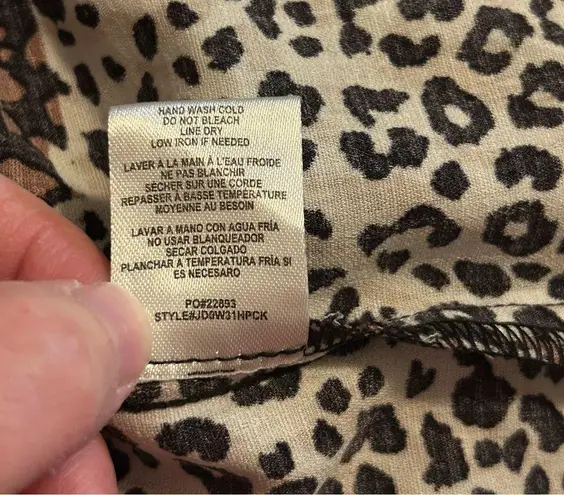 HAND WASH COLD
DO NOT BLEACH
LINE DRY
LOW IRON IF NEEDED
LAVER À LA MAIN À L'EAU FROIDE
NE PAS BLANCHIR
SÉCHER SUR UNE CORDE
REPASSER À BASSE TEMPÉRATURE
MOYENNE AU BESOIN
LAVAR A MANO CON AGUA FRÍA
NO USAR BLANQUEADOR
SECAR COLGADO
PLANCHAR A TEMPERATURA FRÍA SI
ES NECESARO
PO#22893
STYLE#JD0W31HPCK